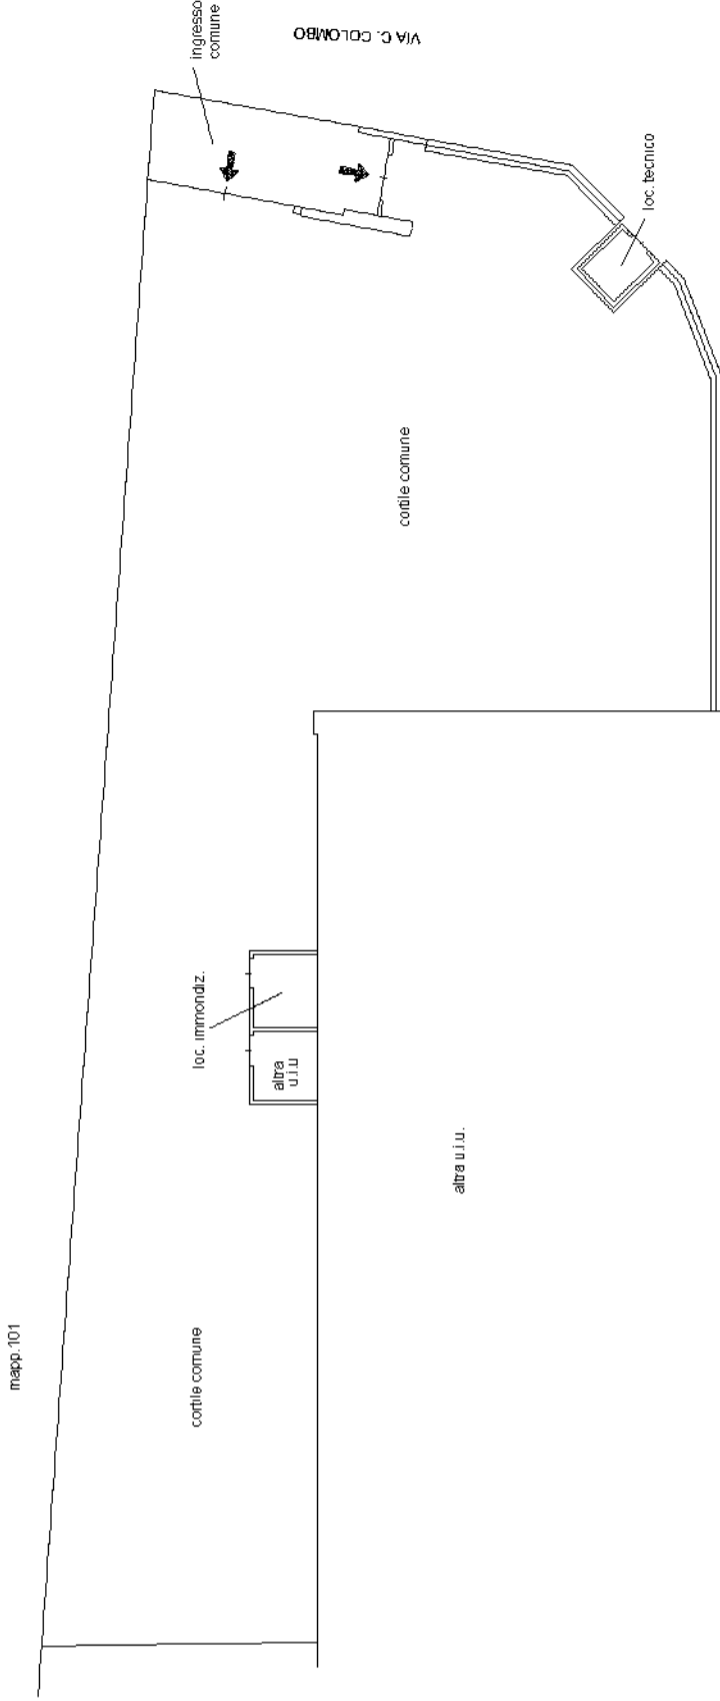 VIA C. COLOMBO
ingresso
comune
loc. tecnico
cortile comune
loc. immondiz.
altra
u.i.u
altra u.i.u.
cortile comune
mapp.101